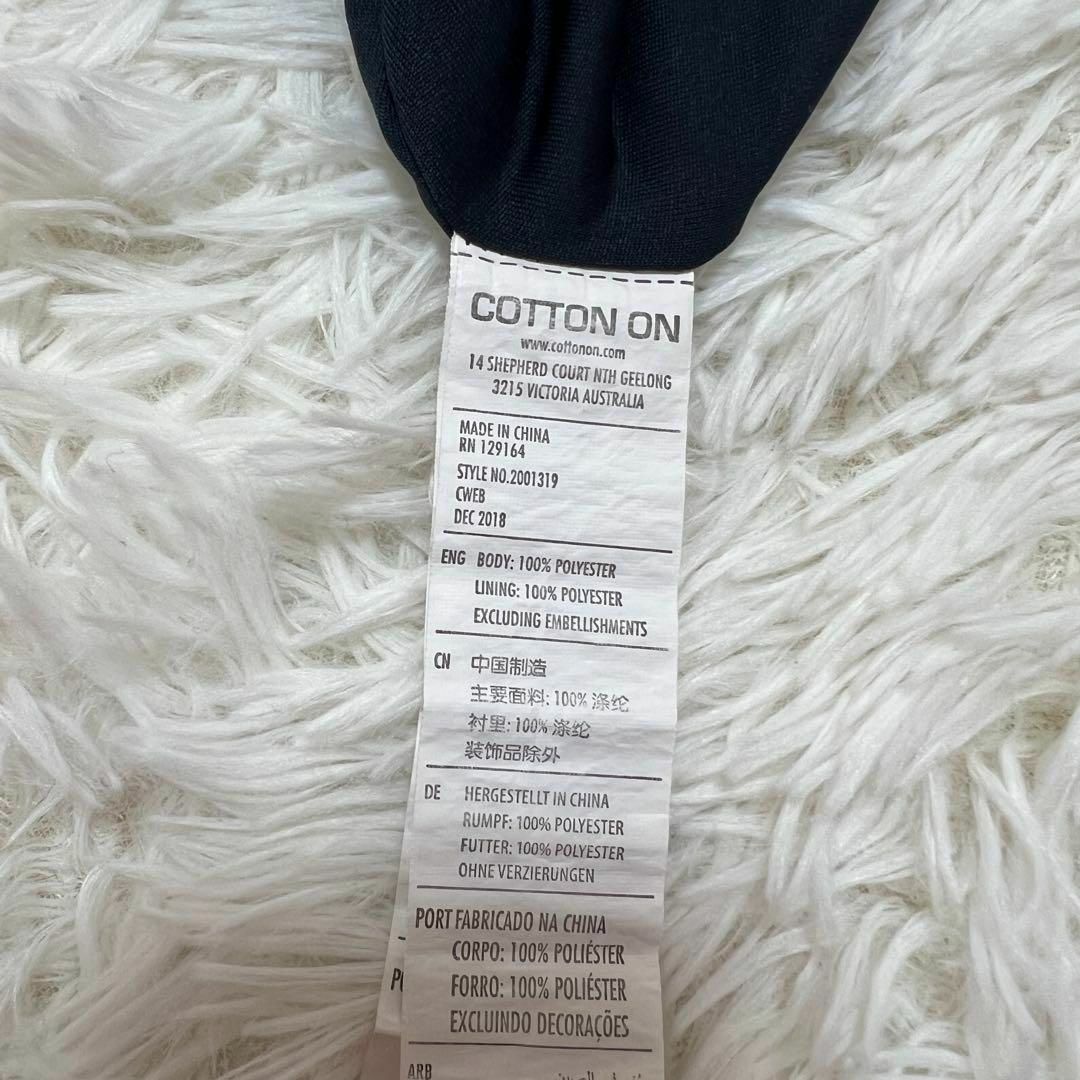 COTTON ON
www.cottonon.com
14 SHEPHERD COURT NTH GEELONG
3215 VICTORIA AUSTRALIA
MADE IN CHINA
RN 129164
STYLE NO.2001319
CWEB
DEC 2018
ENG BODY: 100% POLYESTER
LINING: 100% POLYESTER
EXCLUDING EMBELLISHMENTS
CN 中国制造
主要面料: 100% 涤纶
衬里: 100% 涤纶
装饰品除外
DE HERGESTELLT IN CHINA
RUMPF: 100% POLYESTER
FUTTER: 100% POLYESTER
OHNE VERZIERUNGEN
PORT FABRICADO NA CHINA
CORPO: 100% POLIÉSTER
FORRO: 100% POLIÉSTER
EXCLUINDO DECORAÇÕES
ARB